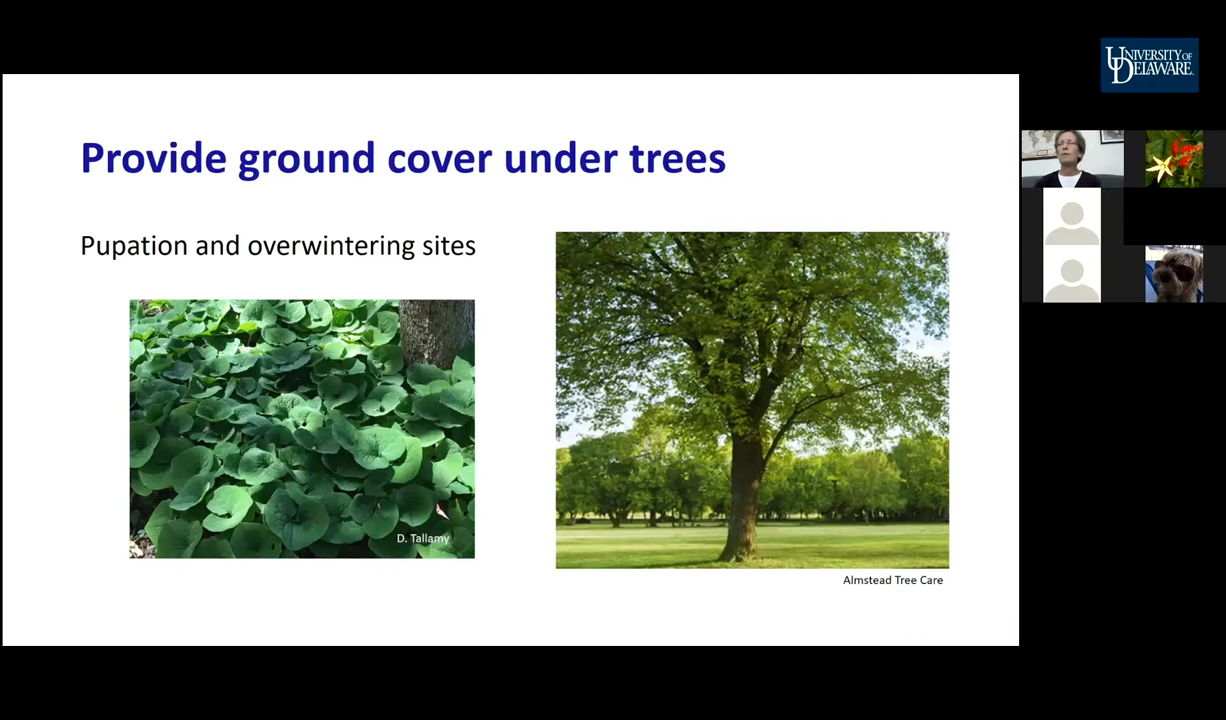 UNIVERSITY OF
DELAWARE
Provide ground cover under trees
Pupation and overwintering sites
D. Tallamy
Almstead Tree Care